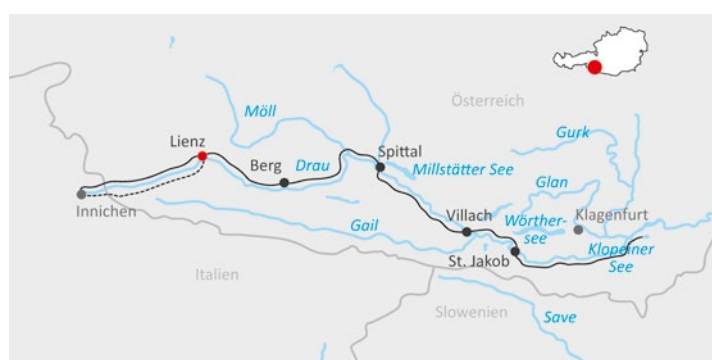 Möll
Österreich
Lienz
Gurk
Berg
Drau
Spittal
Millstätter See
Glan
Innichen
Villach
Wörther-
see
Klagenfurt
Gail
St. Jakob
Klopeiner
See
Italien
Slowenien
Save